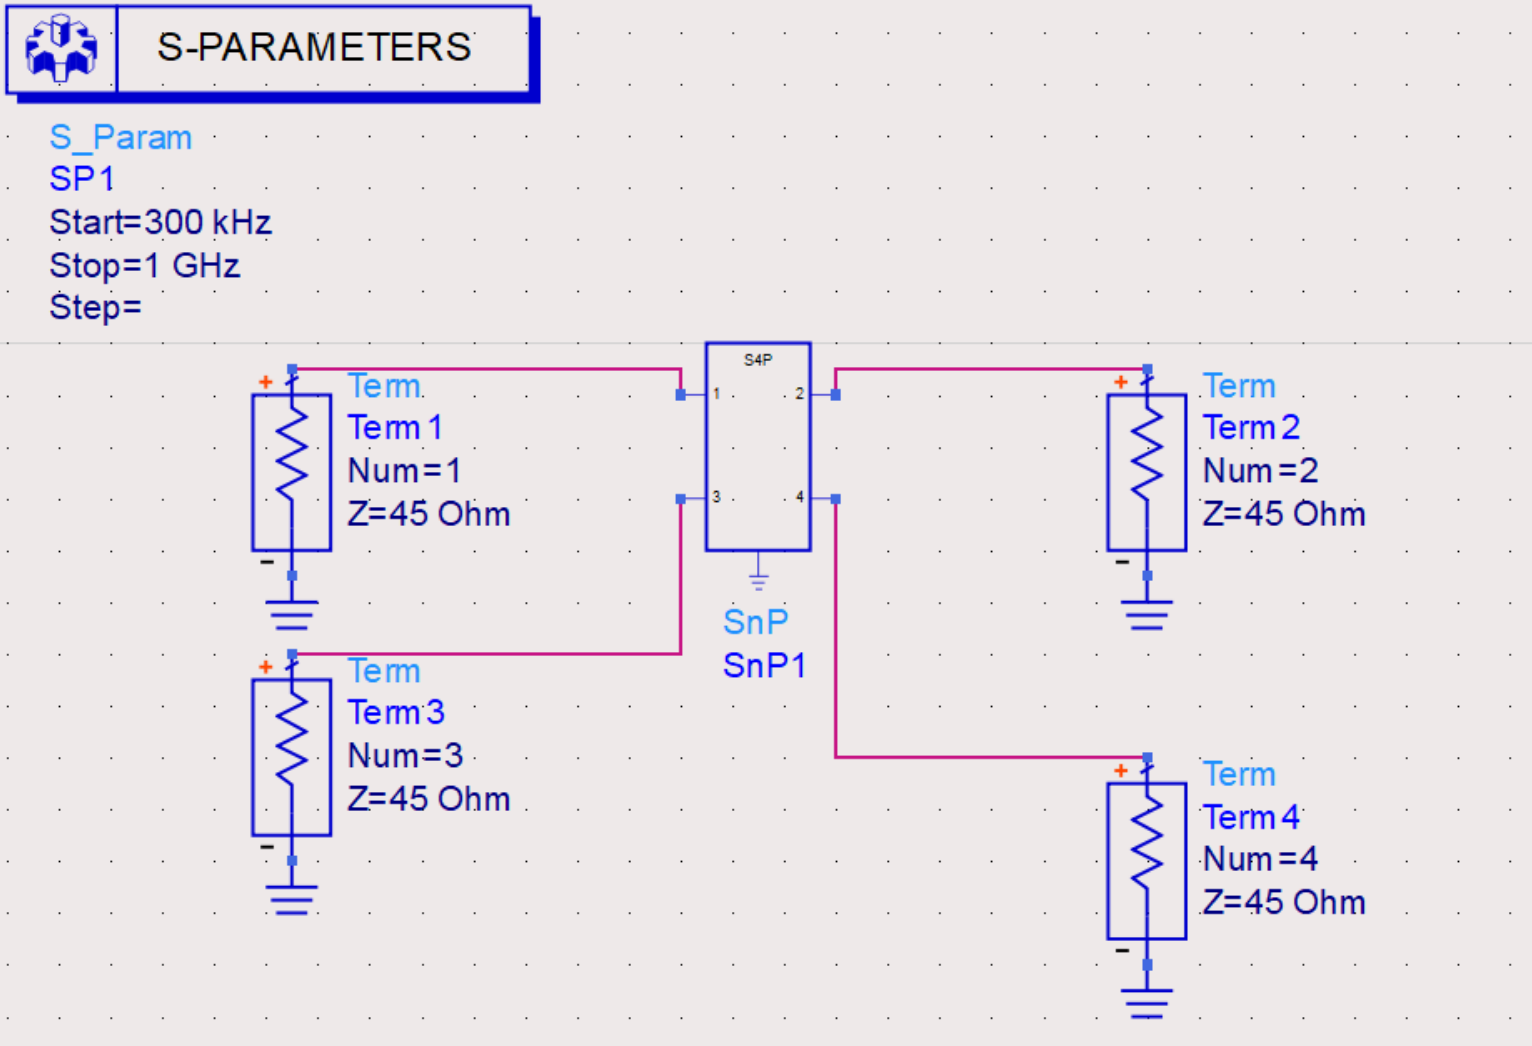 S-PARAMETERS
S_Param
SP1
Start=300 kHz
Stop=1 GHz
Step=
S4P
1
2
3
4
SnP
SnP1
+
Term
Term1
Num=1
Z=45 Ohm
-
+
Term
Term2
Num=2
Z=45 Ohm
-
+
Term
Term3
Num=3
Z=45 Ohm
-
+
Term
Term4
Num=4
Z=45 Ohm
-